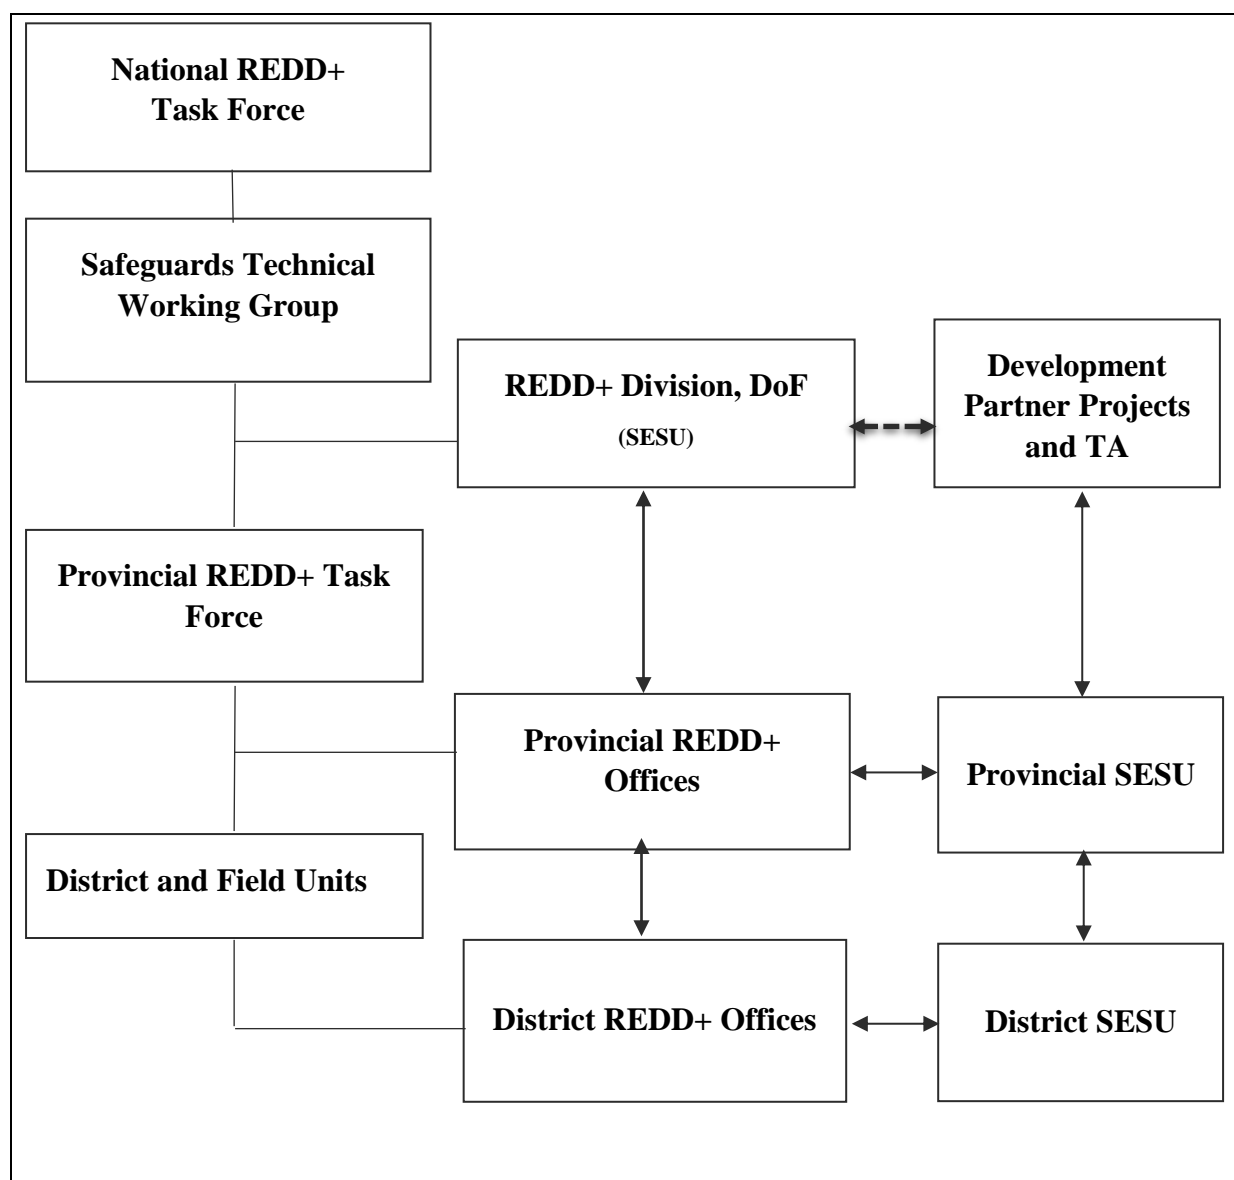 National REDD+
Task Force
Safeguards Technical
Working Group
REDD+ Division, DoF
(SESU)
Development
Partner Projects
and TA
Provincial REDD+ Task
Force
Provincial REDD+
Offices
Provincial SESU
District and Field Units
District REDD+ Offices
District SESU